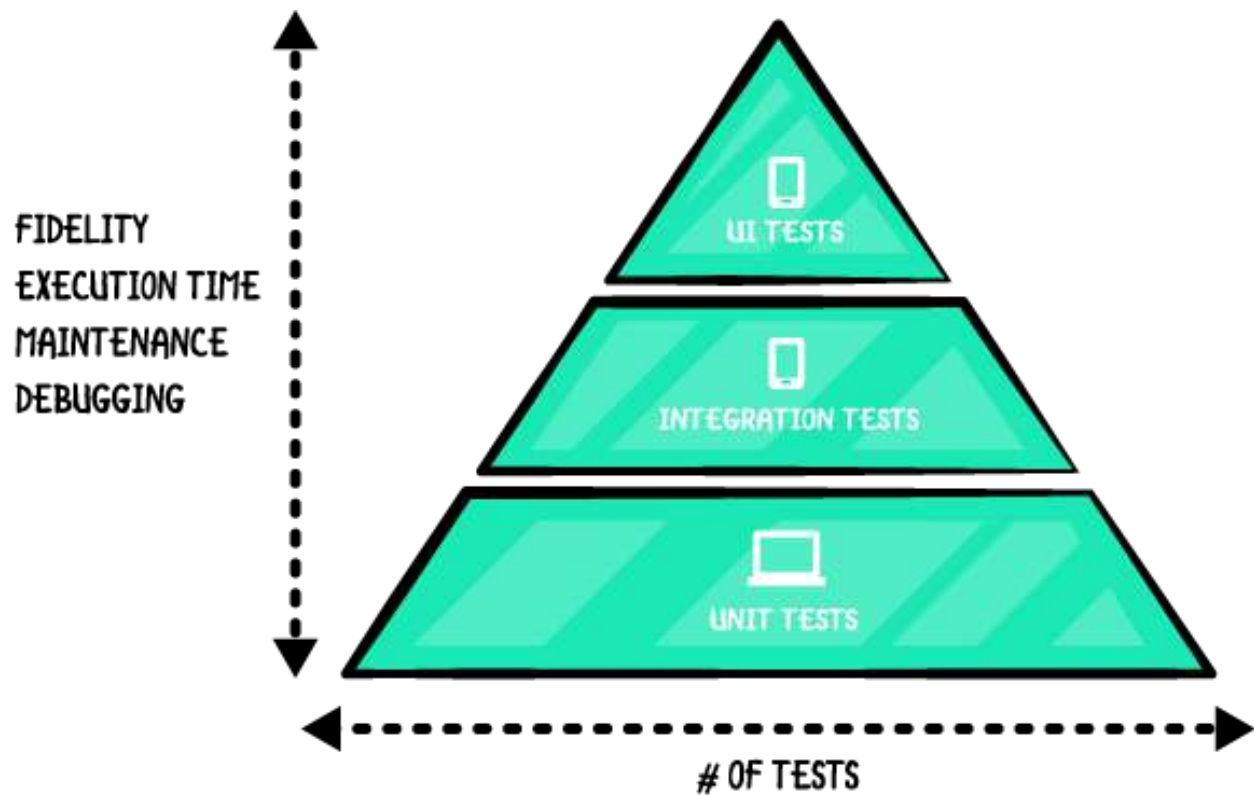 FIDELITY
EXECUTION TIME
MAINTENANCE
DEBUGGING
UI TESTS
INTEGRATION TESTS
UNIT TESTS
# OF TESTS